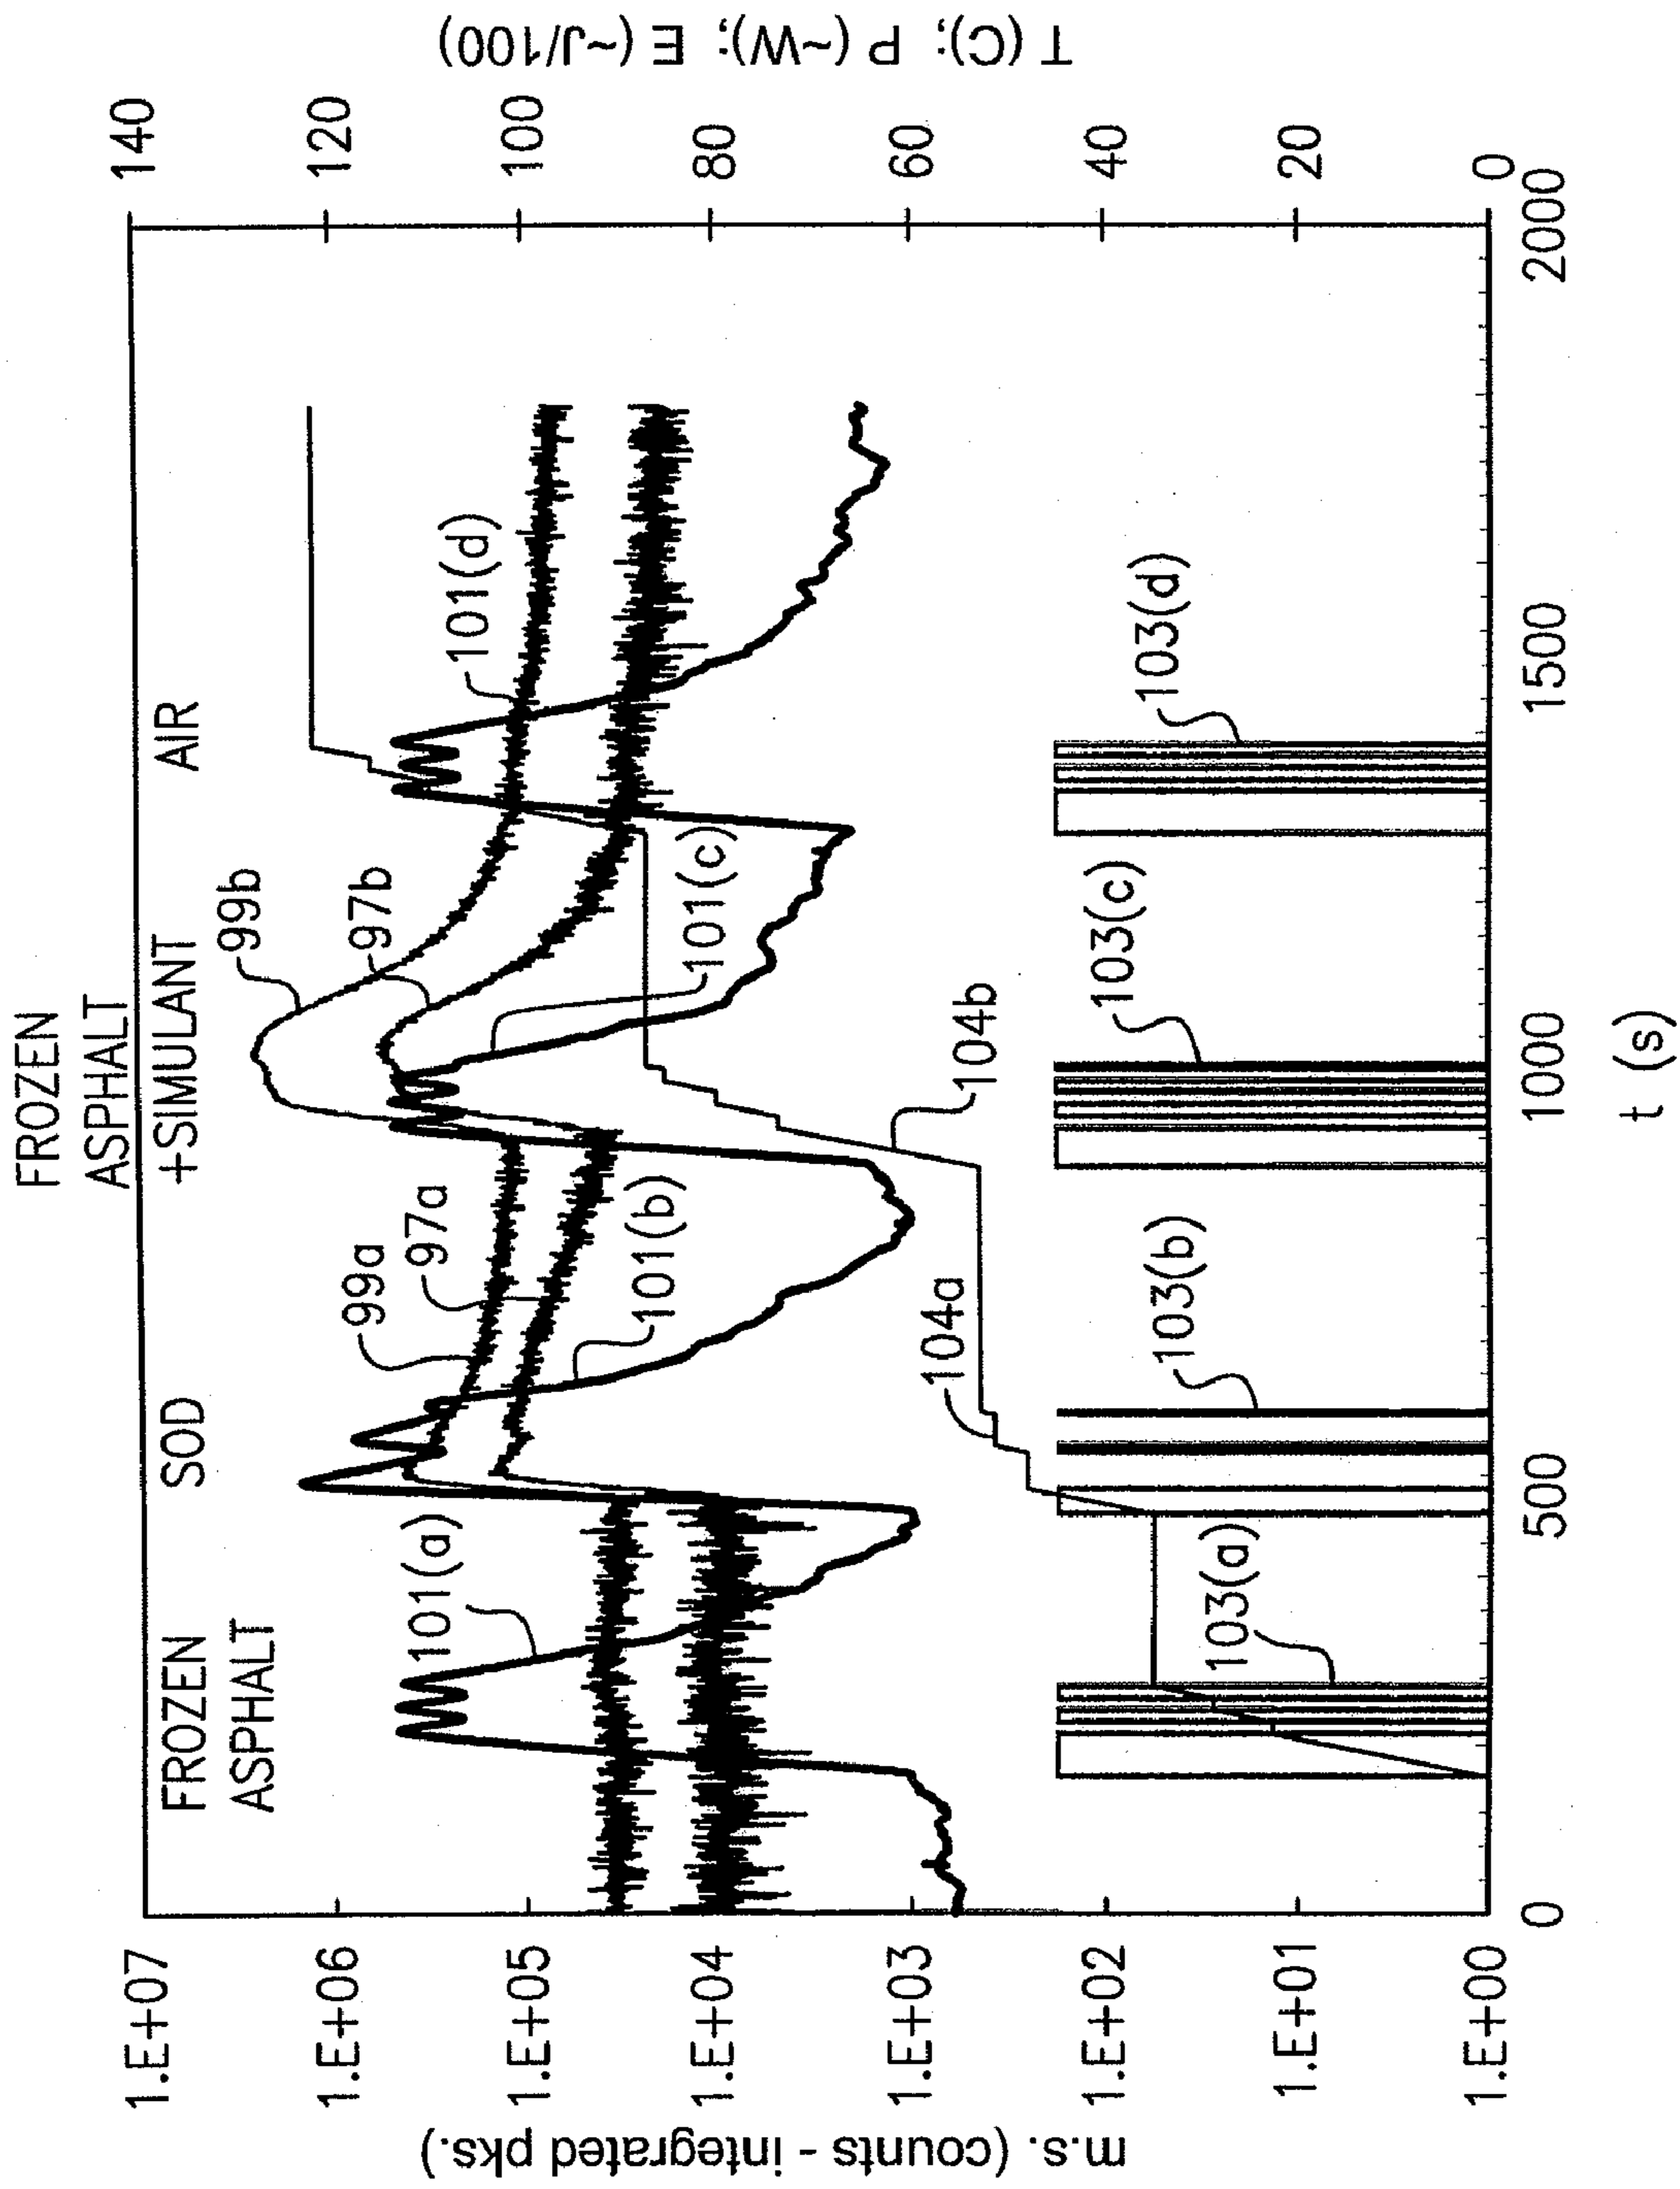 FROZEN
ASPHALT
SOD
FROZEN
ASPHALT
+SIMULANT
AIR
m.s. (counts - integrated pks.)
1.E+07
1.E+06
1.E+05
1.E+04
1.E+03
1.E+02
1.E+01
1.E+00
T (C); P (~W); E (~J/100)
140
120
100
80
60
40
20
0
0
500
1000
1500
2000
t (s)
101(a)
99a
97a
101(b)
99b
97b
101(c)
101(d)
104a
104b
103(a)
103(b)
103(c)
103(d)